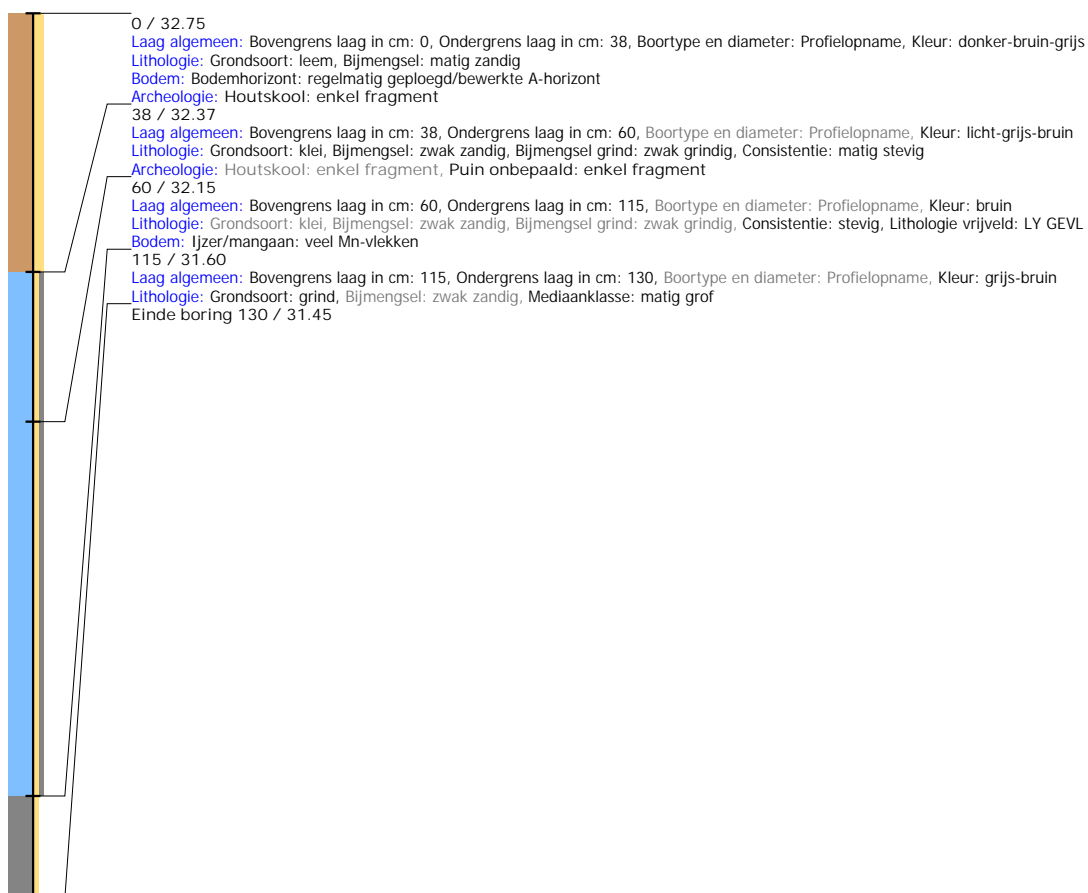 0 / 32.75
Laag algemeen: Bovengrens laag in cm: 0, Ondergrens laag in cm: 38, Boortype en diameter: Profielopname, Kleur: donker-bruin-grijs
Lithologie: Grondsoort: leem, Bijmengsel: matig zandig
Bodem: Bodemhorizont: regelmatig geploegd/bewerkte A-horizont
Archeologie: Houtskool: enkel fragment
38 / 32.37
Laag algemeen: Bovengrens laag in cm: 38, Ondergrens laag in cm: 60, Boortype en diameter: Profielopname, Kleur: licht-grijs-bruin
Lithologie: Grondsoort: klei, Bijmengsel: zwak zandig, Bijmengsel grind: zwak grindig, Consistentie: matig stevig
Archeologie: Houtskool: enkel fragment, Puin onbepaald: enkel fragment
60 / 32.15
Laag algemeen: Bovengrens laag in cm: 60, Ondergrens laag in cm: 115, Boortype en diameter: Profielopname, Kleur: bruin
Lithologie: Grondsoort: klei, Bijmengsel: zwak zandig, Bijmengsel grind: zwak grindig, Consistentie: stevig, Lithologie vrijveld: LY GEVL
Bodem: Ijzer/mangaan: veel Mn-vlekken
115 / 31.60
Laag algemeen: Bovengrens laag in cm: 115, Ondergrens laag in cm: 130, Boortype en diameter: Profielopname, Kleur: grijs-bruin
Lithologie: Grondsoort: grind, Bijmengsel: zwak zandig, Mediaanklasse: matig grof
Einde boring 130 / 31.45